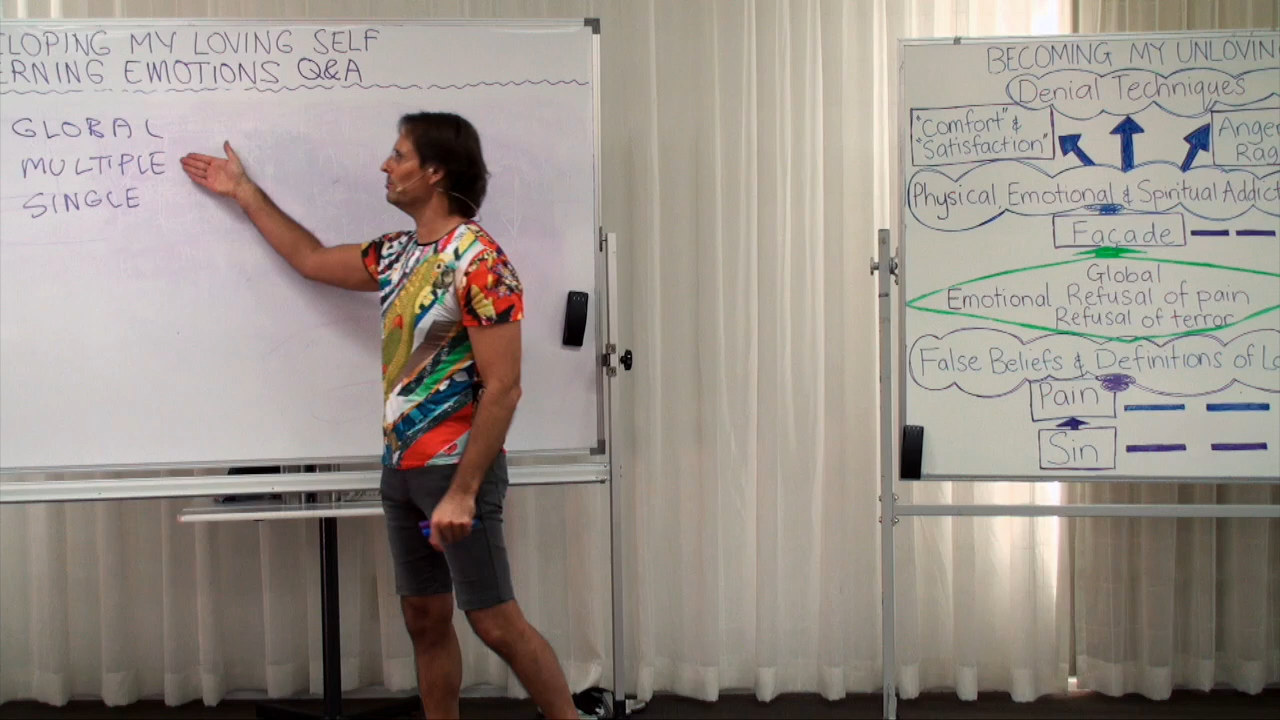 ELOPING MY LOVING SELF
ERNING EMOTIONS Q&A
GLOBAL
MULTIPLE
SINGLE
BECOMING MY UNLOVIN
Denial Techniques
"Comfort" &
"Satisfaction"
Anger
Rag
Physical, Emotional & Spiritual Addict
Façade
Global
Emotional Refusal of pain
Refusal of terror
False Beliefs & Definitions of Lo
Pain
Sin